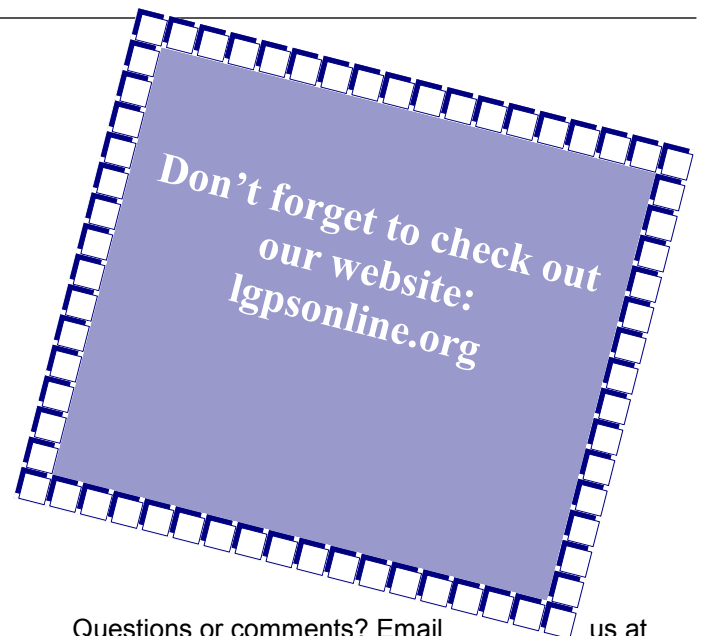 Don’t forget to check out
our website:
lgpsonline.org
Questions or comments? Email us at